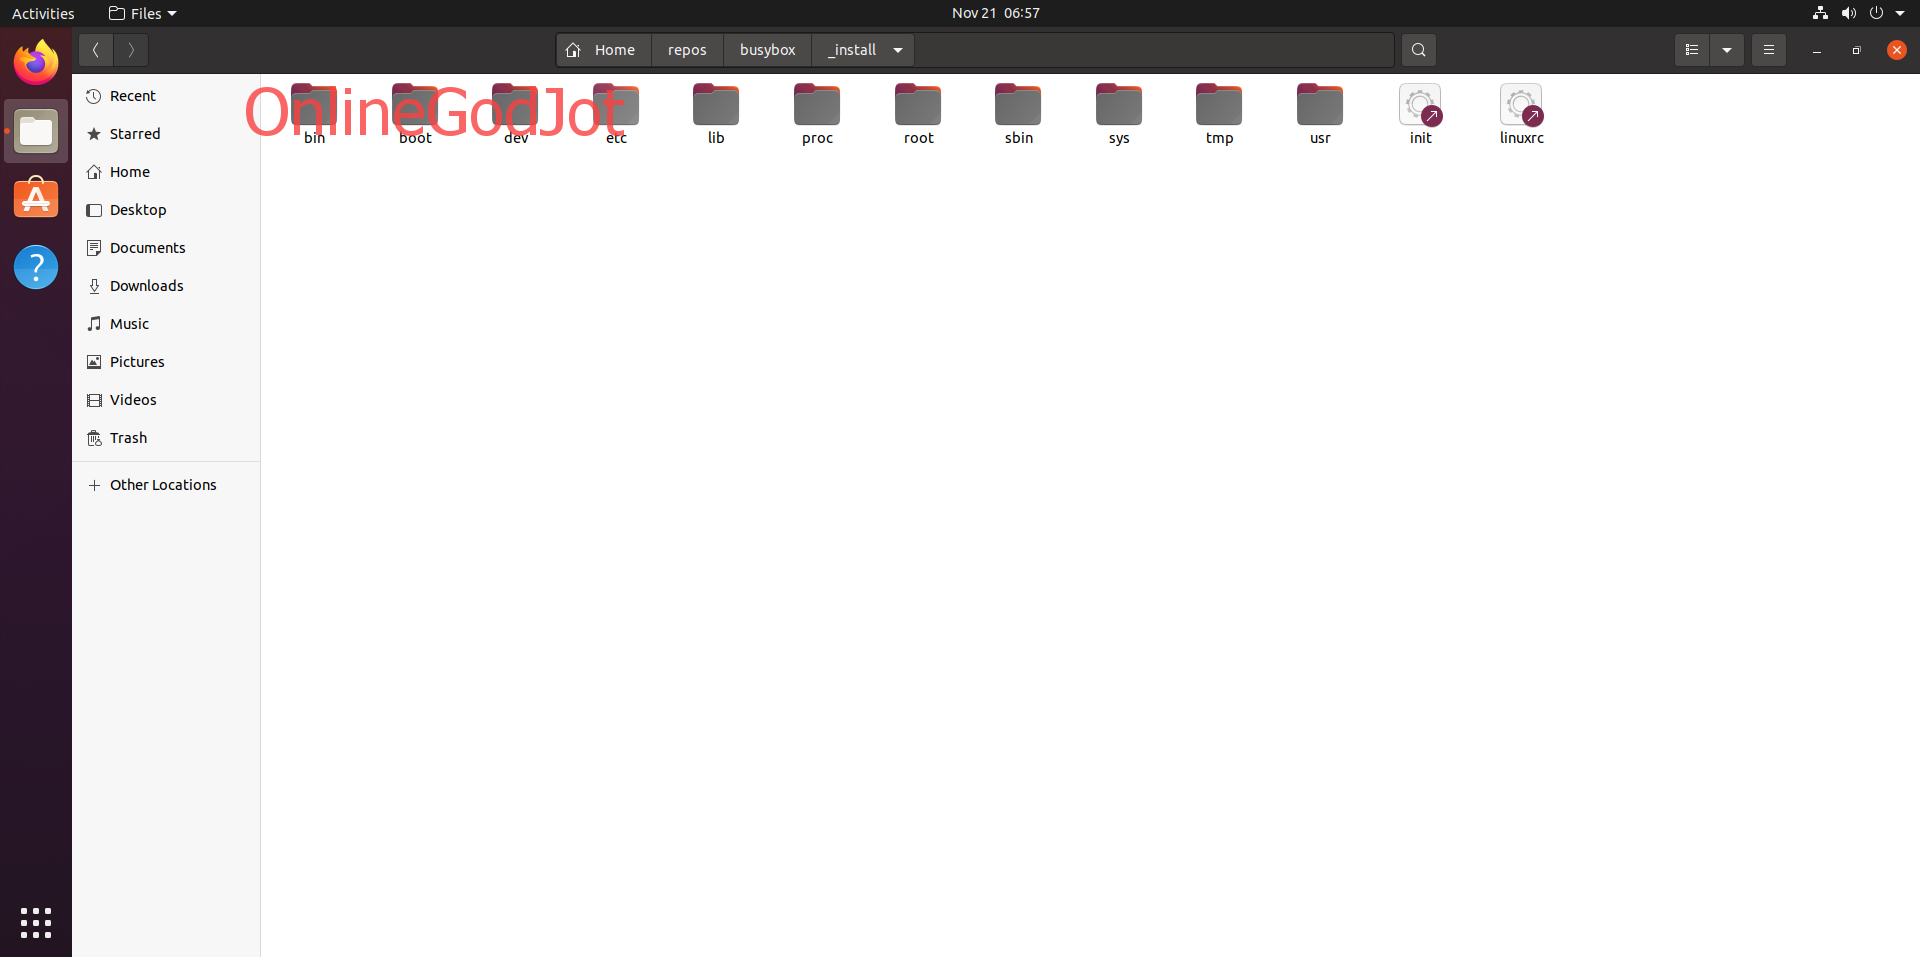 Activities Files Nov 21 06:57
Home repos busybox _install
Recent
Starred
Home
Desktop
Documents
Downloads
Music
Pictures
Videos
Trash
Other Locations
OnlineGodJot
bin boot dev etc lib proc root sbin sys tmp usr init linuxrc